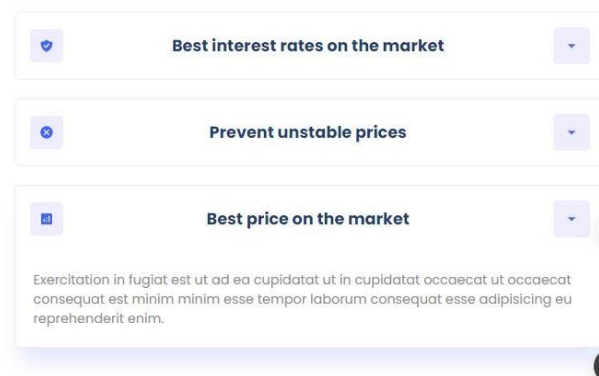 Best interest rates on the market
Prevent unstable prices
Best price on the market
Exercitation in fugiat est ut ad ea cupidatat ut in cupidatat occaecat ut occaecat
consequat est minim minim esse tempor laborum consequat esse adipisicing eu
reprehenderit enim.